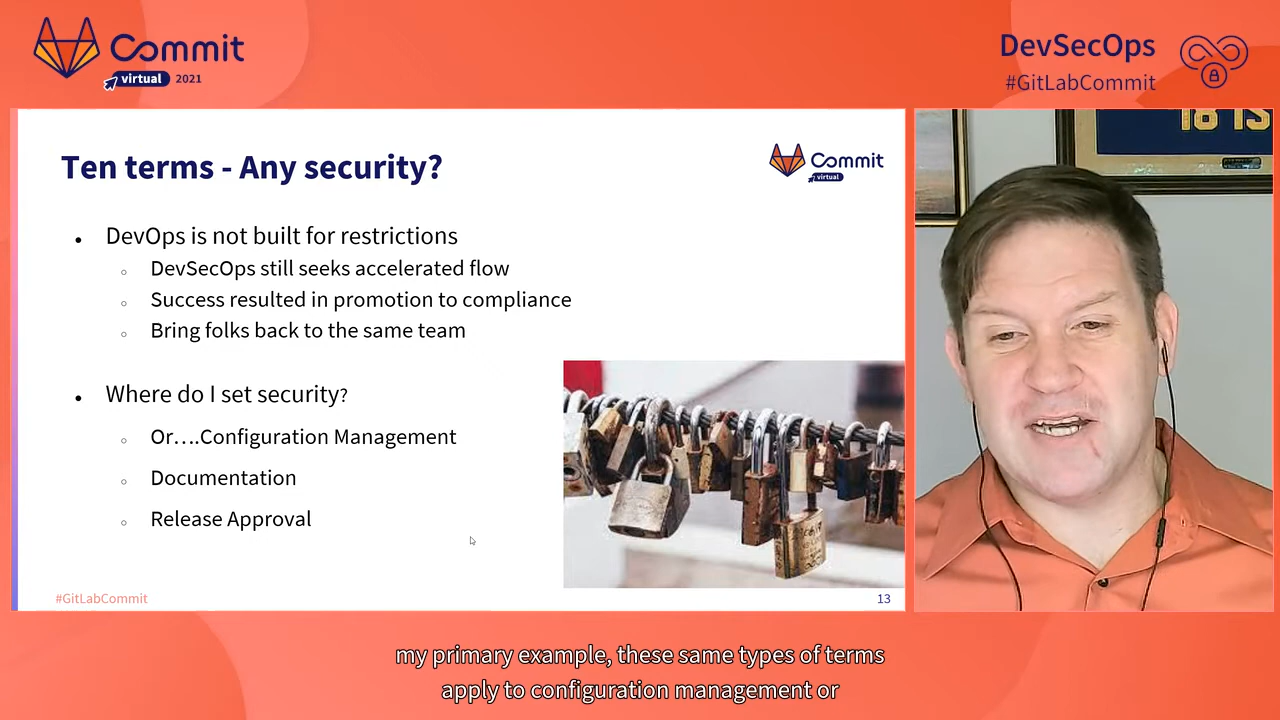 Commit
virtual 2021
DevSecOps
#GitLabCommit
18 IS
Ten terms - Any security?
Commit
virtual
DevOps is not built for restrictions
DevSecOps still seeks accelerated flow
Success resulted in promotion to compliance
Bring folks back to the same team
Where do I set security?
Or....Configuration Management
Documentation
Release Approval
#GitLabCommit
13
my primary example, these same types of terms
apply to configuration management or